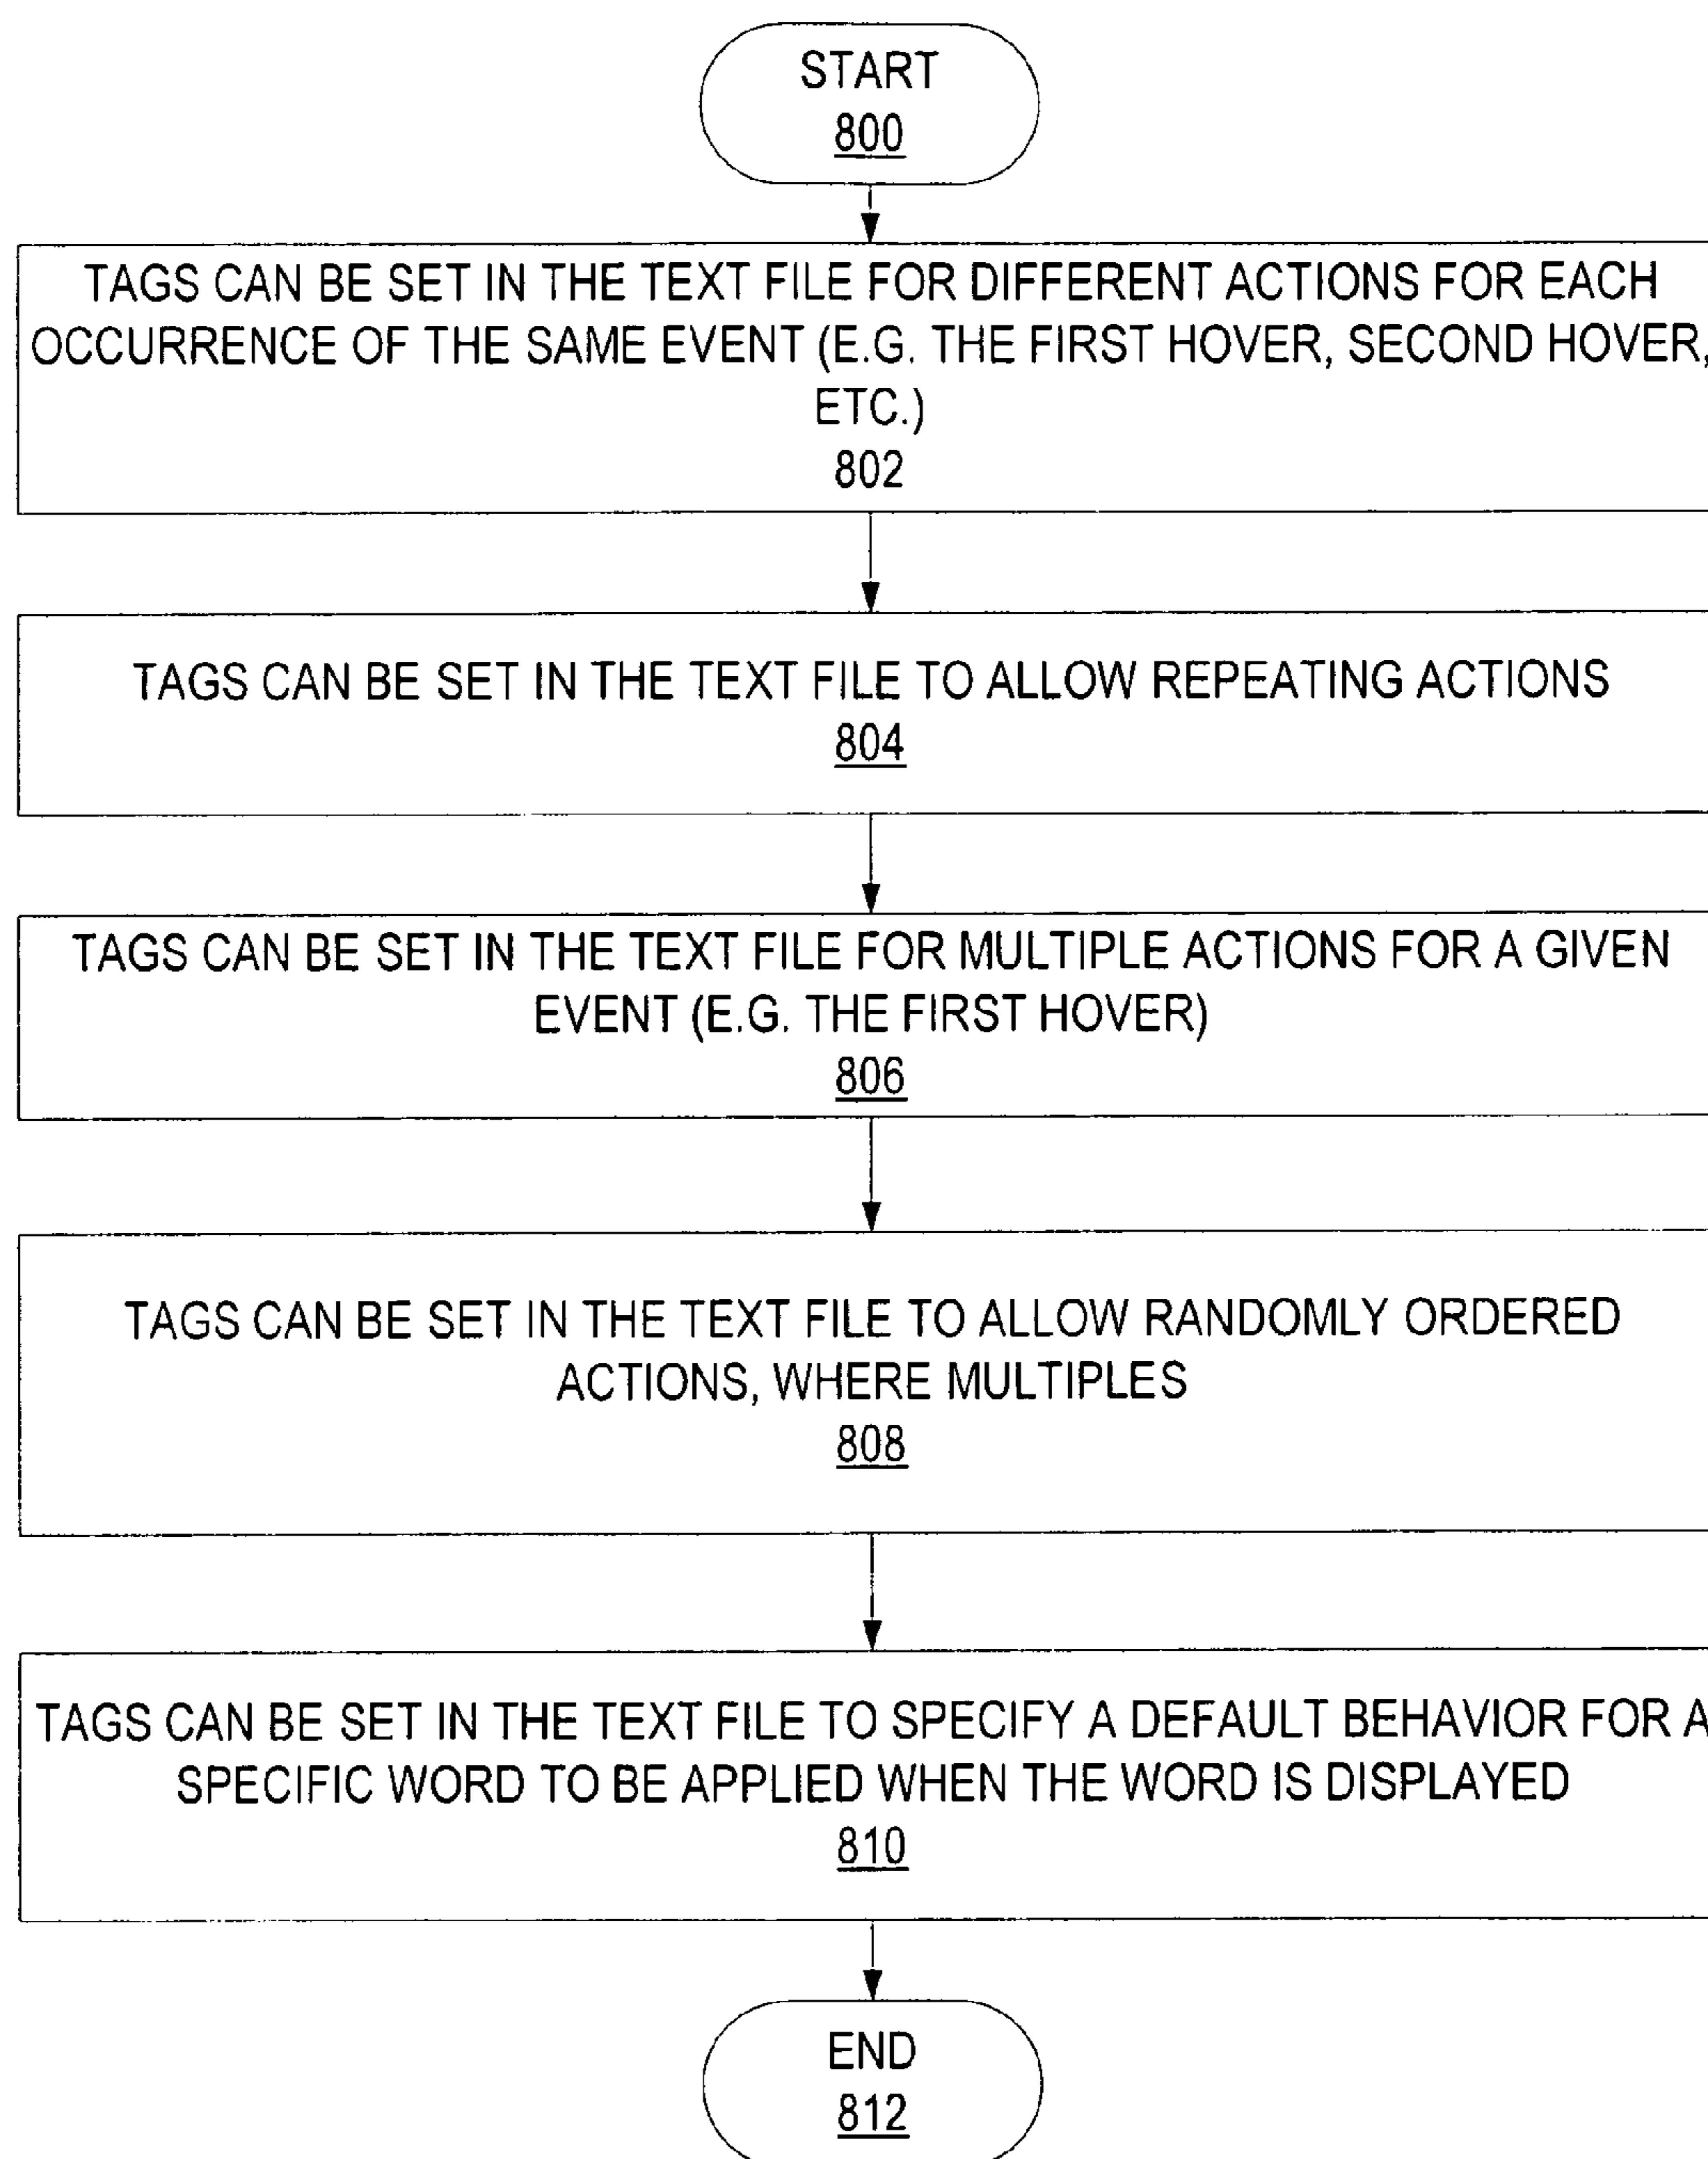 START
800
TAGS CAN BE SET IN THE TEXT FILE FOR DIFFERENT ACTIONS FOR EACH
OCCURRENCE OF THE SAME EVENT (E.G. THE FIRST HOVER, SECOND HOVER,
ETC.)
802
TAGS CAN BE SET IN THE TEXT FILE TO ALLOW REPEATING ACTIONS
804
TAGS CAN BE SET IN THE TEXT FILE FOR MULTIPLE ACTIONS FOR A GIVEN
EVENT (E.G. THE FIRST HOVER)
806
TAGS CAN BE SET IN THE TEXT FILE TO ALLOW RANDOMLY ORDERED
ACTIONS, WHERE MULTIPLES
808
TAGS CAN BE SET IN THE TEXT FILE TO SPECIFY A DEFAULT BEHAVIOR FOR A
SPECIFIC WORD TO BE APPLIED WHEN THE WORD IS DISPLAYED
810
END
812